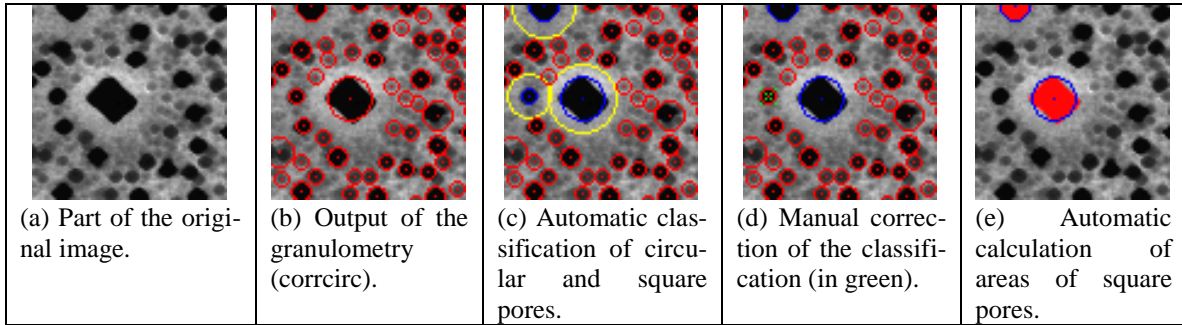 (a) Part of the origi-
nal image.
(b) Output of the
granulometry
(corrcirc).
(c) Automatic clas-
sification of circu-
lar and square
pores.
(d) Manual correc-
tion of the classifi-
cation (in green).
(e) Automatic
calculation of
areas of square
pores.